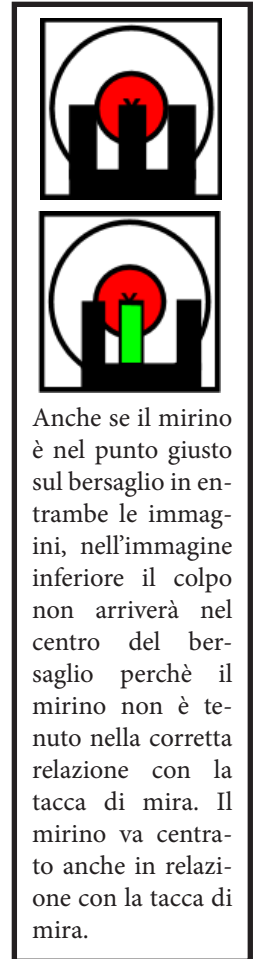 X
X
Anche se il mirino
è nel punto giusto
sul bersaglio in en-
trambe le immag-
ini, nell'immagine
inferiore il colpo
non arriverà nel
centro del ber-
saglio perchè il
mirino non è te-
nuto nella corretta
relazione con la
tacca di mira. Il
mirino va centra-
to anche in relazi-
one con la tacca di
mira.